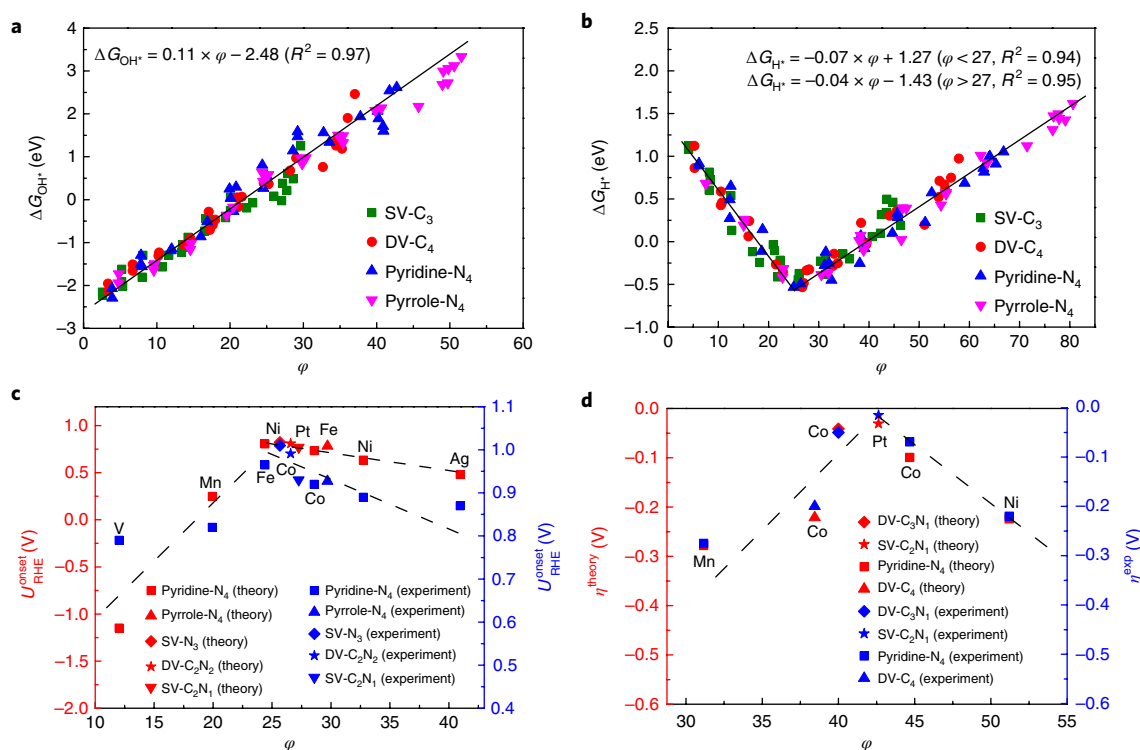 a
ΔG_OH* = 0.11 × φ – 2.48 (R² = 0.97)
ΔG_OH* (eV)
4
3
2
1
0
–1
–2
–3
0 10 20 30 40 50 60
φ
SV-C₃
DV-C₄
Pyridine-N₄
Pyrrole-N₄
b
ΔG_H* = –0.07 × φ + 1.27 (φ < 27, R² = 0.94)
ΔG_H* = –0.04 × φ – 1.43 (φ > 27, R² = 0.95)
ΔG_H* (eV)
2.5
2.0
1.5
1.0
0.5
0.0
–0.5
–1.0
0 10 20 30 40 50 60 70 80
φ
SV-C₃
DV-C₄
Pyridine-N₄
Pyrrole-N₄
c
U^onset_RHE (V)
1.0
0.5
0.0
–0.5
–1.0
–1.5
–2.0
10 15 20 25 30 35 40
φ
1.1
1.0
0.9
0.8
0.7
0.6
0.5
0.4
U^onset_RHE (V)
V
Mn
Ni
Pt
Fe
Ni
Ag
Fe
Co
Co
Pyridine-N₄ (theory)
Pyrrole-N₄ (theory)
SV-N₃ (theory)
DV-C₂N₂ (theory)
SV-C₂N₁ (theory)
Pyridine-N₄ (experiment)
Pyrrole-N₄ (experiment)
SV-N₃ (experiment)
DV-C₂N₂ (experiment)
SV-C₂N₁ (experiment)
d
η^theory (V)
0.0
–0.1
–0.2
–0.3
–0.4
–0.5
–0.6
30 35 40 45 50 55
φ
0.0
–0.1
–0.2
–0.3
–0.4
–0.5
–0.6
η^exp (V)
Co
Pt
Co
Co
Ni
Mn
DV-C₃N₁ (theory)
SV-C₂N₁ (theory)
Pyridine-N₄ (theory)
DV-C₄ (theory)
DV-C₃N₁ (experiment)
SV-C₂N₁ (experiment)
Pyridine-N₄ (experiment)
DV-C₄ (experiment)